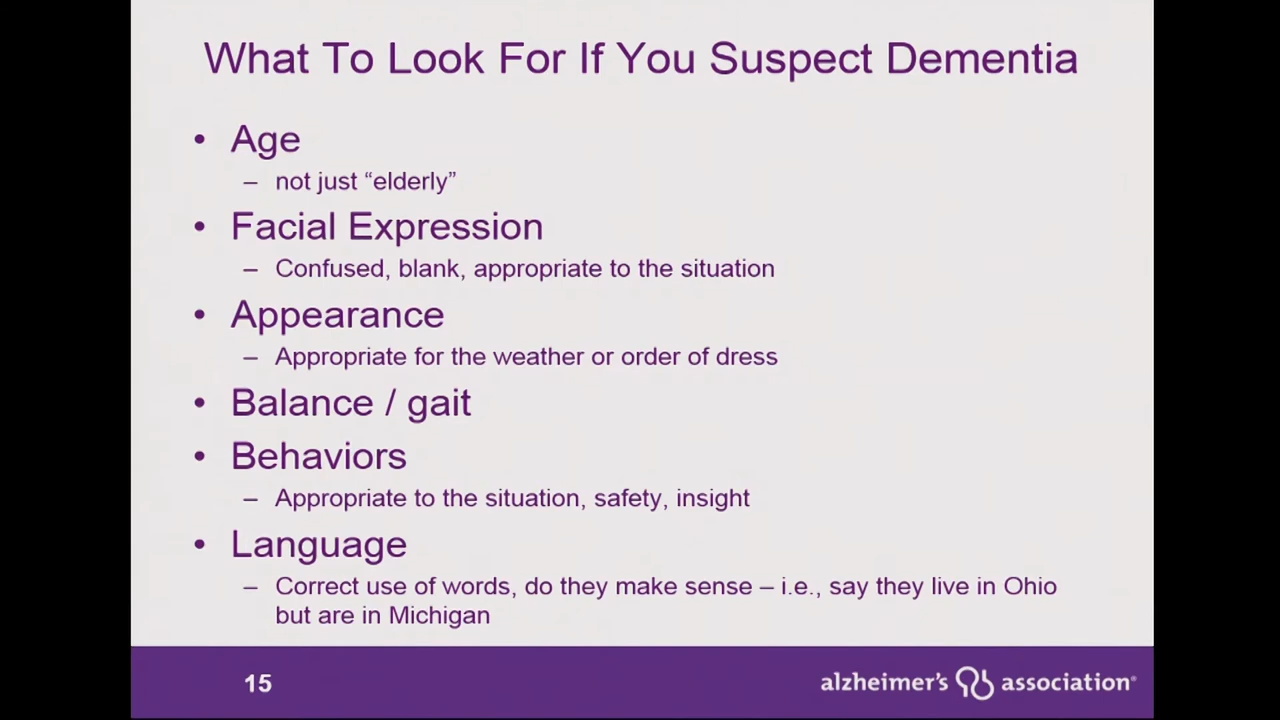 What To Look For If You Suspect Dementia
• Age
– not just “elderly”
• Facial Expression
– Confused, blank, appropriate to the situation
• Appearance
– Appropriate for the weather or order of dress
• Balance / gait
• Behaviors
– Appropriate to the situation, safety, insight
• Language
– Correct use of words, do they make sense – i.e., say they live in Ohio
but are in Michigan
15
alzheimer's association®